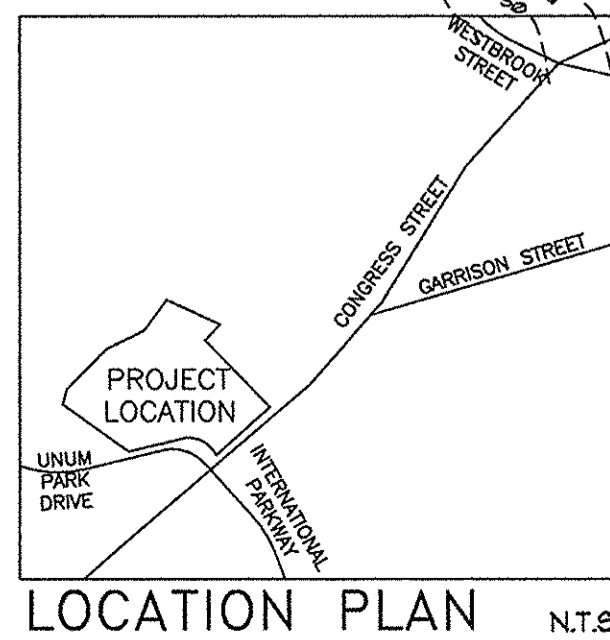 WESTBROOK
STREET
CONGRESS STREET
GARRISON STREET
PROJECT
LOCATION
UNUM
PARK
DRIVE
INTERNATIONAL
PARKWAY
LOCATION PLAN N.T.S